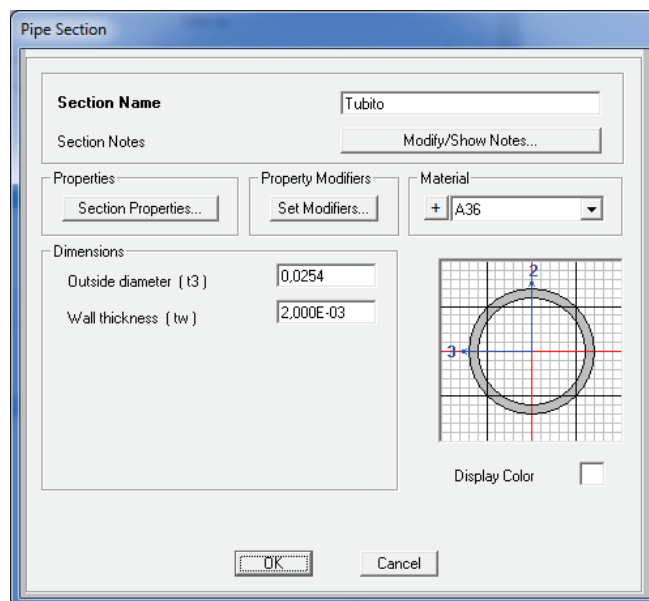 Pipe Section
Section Name
Tubito
Section Notes
Modify/Show Notes...
Properties
Property Modifiers
Material
Section Properties...
Set Modifiers...
+ A36
Dimensions
Outside diameter ( t3 )
0,0254
Wall thickness ( tw )
2,000E-03
2
3
Display Color
OK
Cancel